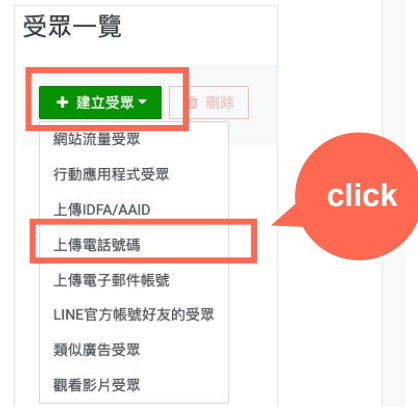 受眾一覽
+ 建立受眾
刪除
網站流量受眾
行動應用程式受眾
上傳IDFA/AAID
上傳電話號碼
上傳電子郵件帳號
LINE官方帳號好友的受眾
類似廣告受眾
觀看影片受眾
click